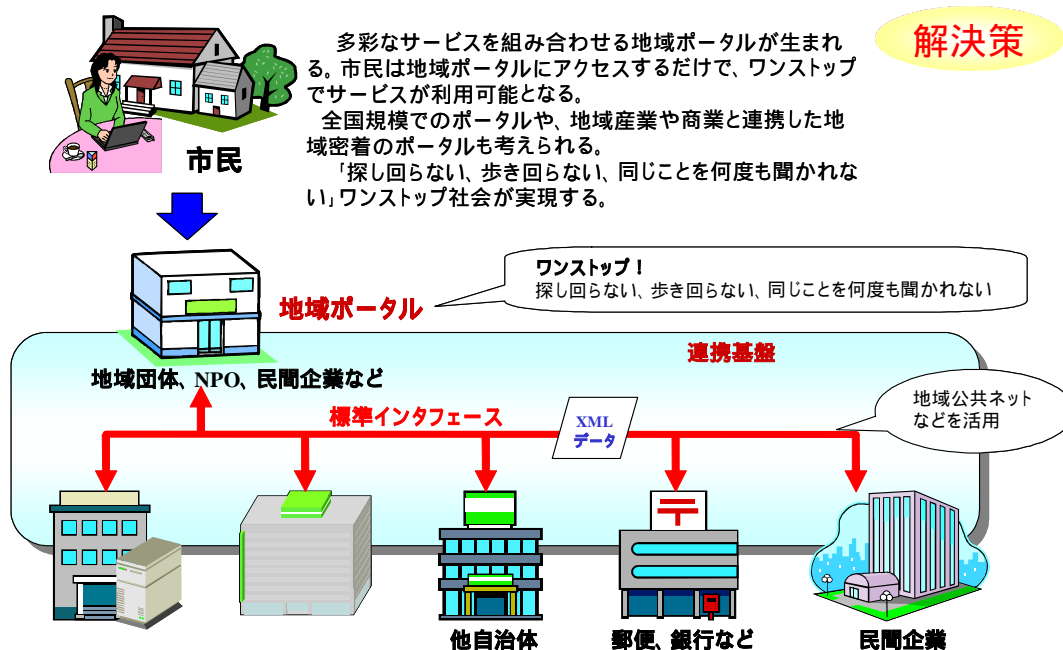 解決策
多彩なサービスを組み合わせる地域ポータルが生まれ
る。市民は地域ポータルにアクセスするだけで、ワンストップ
でサービスが利用可能となる。
全国規模でのポータルや、地域産業や商業と連携した地
域密着のポータルも考えられる。
「探し回らない、歩き回らない、同じことを何度も聞かれな
い」ワンストップ社会が実現する。
市民
ワンストップ！
探し回らない、歩き回らない、同じことを何度も聞かれない
地域ポータル
連携基盤
地域団体、NPO、民間企業など
標準インタフェース
XML
データ
地域公共ネット
などを活用
他自治体
郵便、銀行など
民間企業